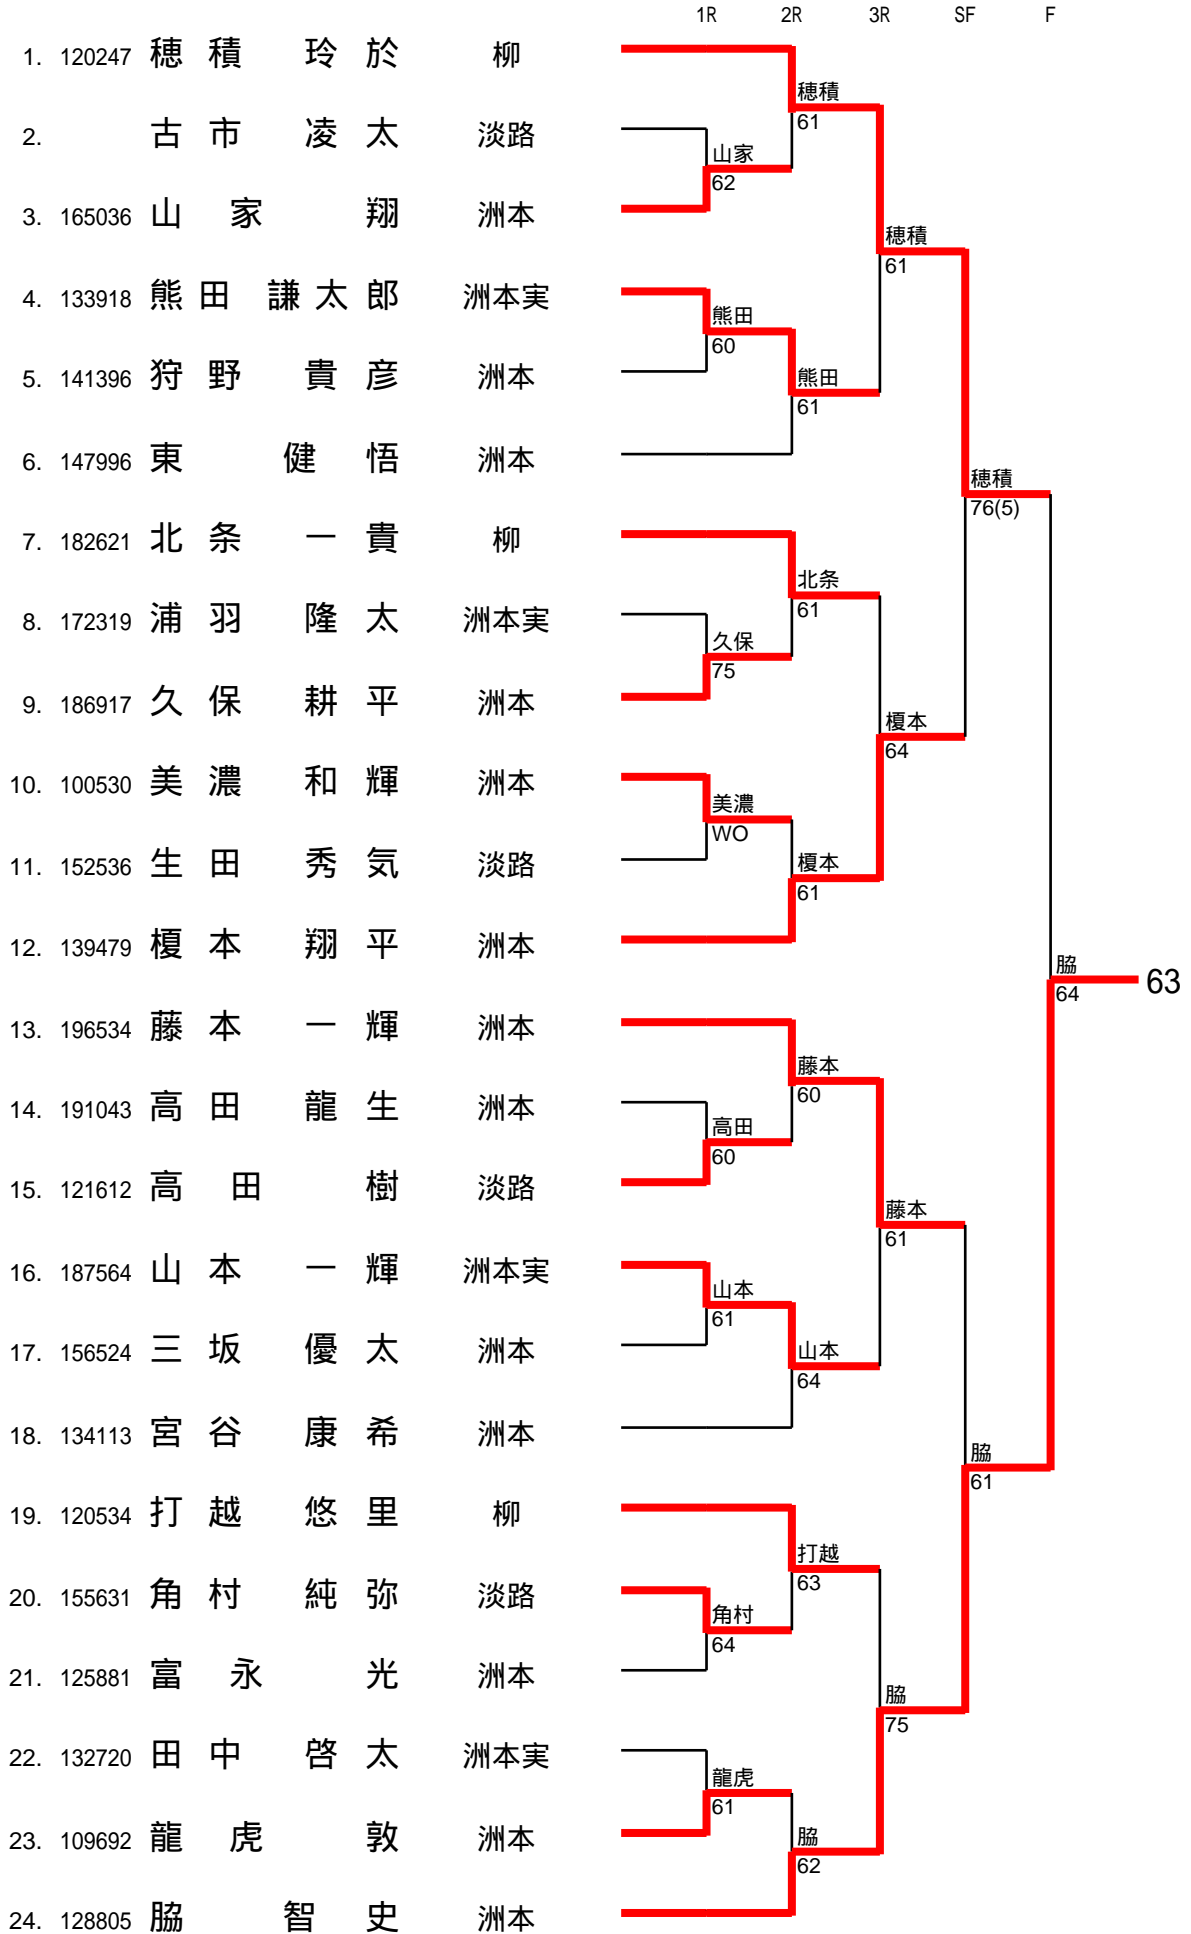 1R 2R 3R SF F
1. 120247 穂積 玲於 柳
穂積
61
2. 古市 凌太 淡路
山家
62
3. 165036 山家 翔 洲本
穂積
61
4. 133918 熊田 謙太郎 洲本実
熊田
60
5. 141396 狩野 貴彦 洲本
熊田
61
6. 147996 東 健悟 洲本
穂積
76(5)
7. 182621 北条 一貴 柳
北条
61
8. 172319 浦羽 隆太 洲本実
久保
75
9. 186917 久保 耕平 洲本
榎本
64
10. 100530 美濃 和輝 洲本
美濃
WO
11. 152536 生田 秀気 淡路
榎本
61
12. 139479 榎本 翔平 洲本
脇
64
63
13. 196534 藤本 一輝 洲本
藤本
60
14. 191043 高田 龍生 洲本
高田
60
15. 121612 高田 樹 淡路
藤本
61
16. 187564 山本 一輝 洲本実
山本
61
17. 156524 三坂 優太 洲本
山本
64
18. 134113 宮谷 康希 洲本
脇
61
19. 120534 打越 悠里 柳
打越
63
20. 155631 角村 純弥 淡路
角村
64
21. 125881 富永 光 洲本
脇
75
22. 132720 田中 啓太 洲本実
龍虎
61
23. 109692 龍虎 敦 洲本
脇
62
24. 128805 脇 智史 洲本